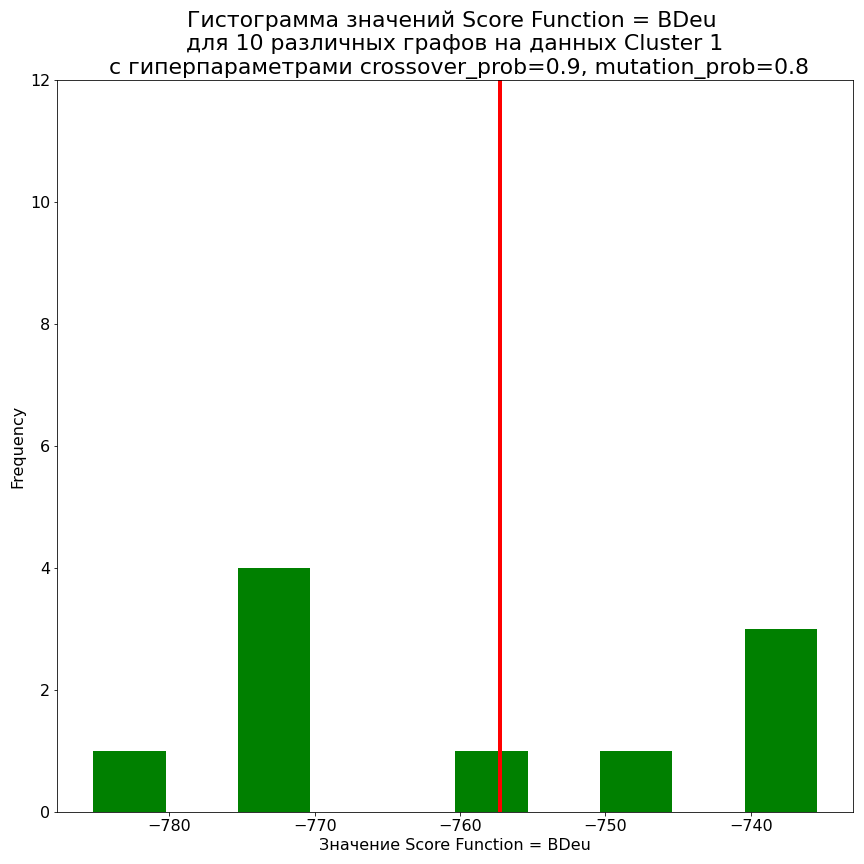 Гистограмма значений Score Function = BDeu
для 10 различных графов на данных Cluster 1
с гиперпараметрами crossover_prob=0.9, mutation_prob=0.8
12
10
8
6
4
2
0
Frequency
−780 −770 −760 −750 −740
Значение Score Function = BDeu